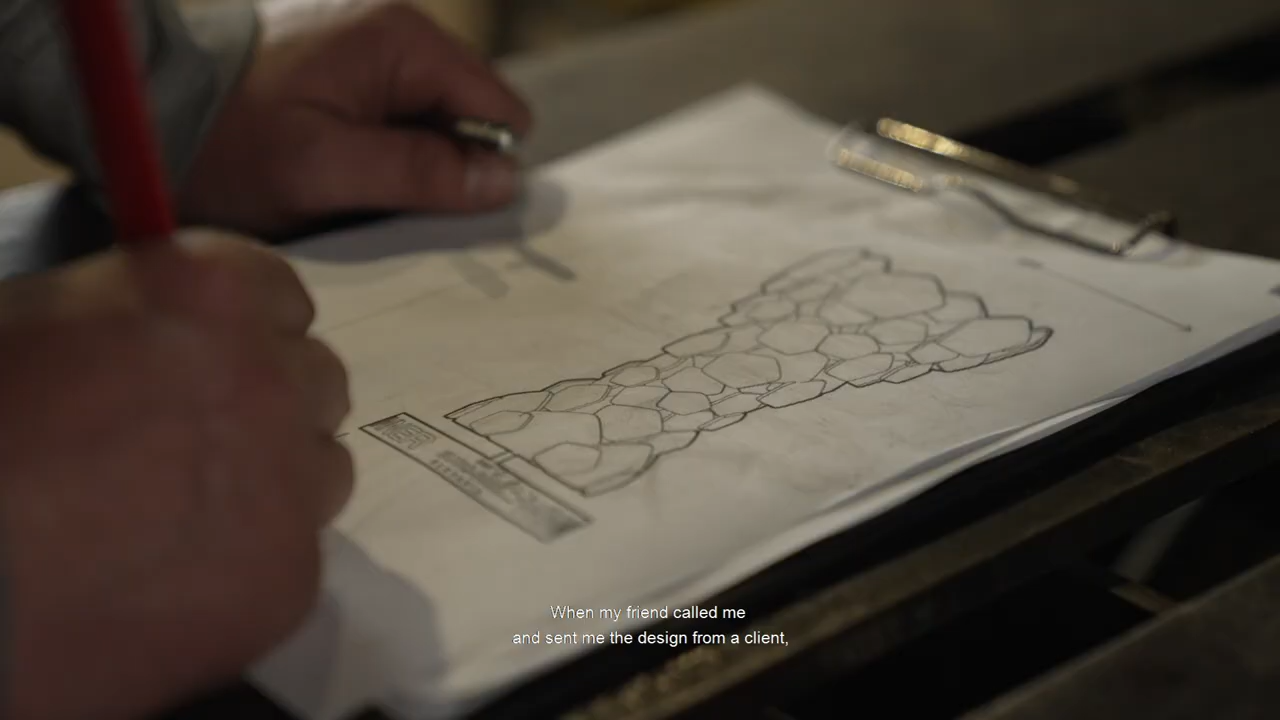 When my friend called me
and sent me the design from a client,